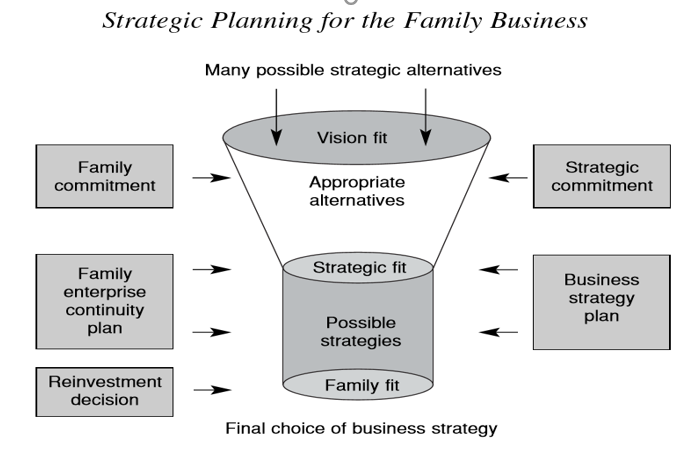 Strategic Planning for the Family Business
Many possible strategic alternatives
Vision fit
Family
commitment
Appropriate
alternatives
Strategic
commitment
Strategic fit
Family
enterprise
continuity
plan
Possible
strategies
Business
strategy
plan
Reinvestment
decision
Family fit
Final choice of business strategy